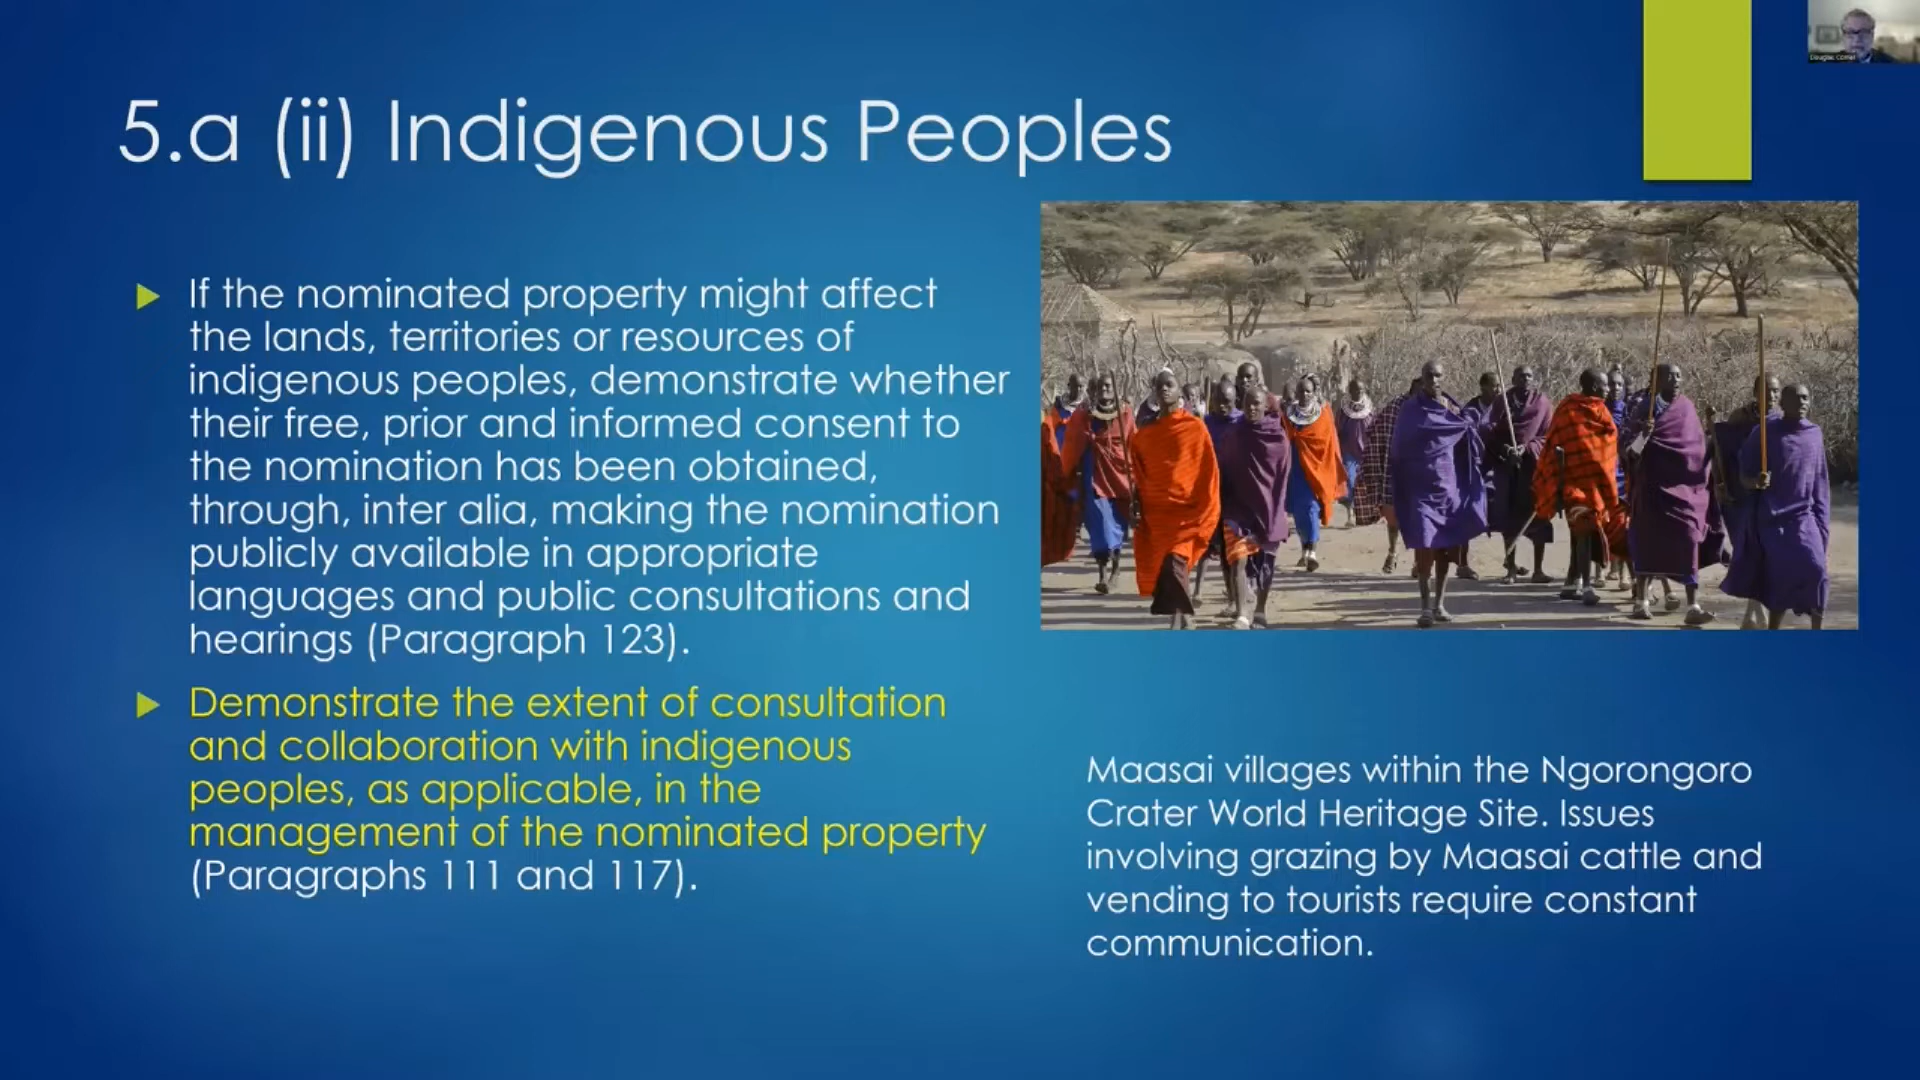 5.a (ii) Indigenous Peoples
If the nominated property might affect
the lands, territories or resources of
indigenous peoples, demonstrate whether
their free, prior and informed consent to
the nomination has been obtained,
through, inter alia, making the nomination
publicly available in appropriate
languages and public consultations and
hearings (Paragraph 123).
Demonstrate the extent of consultation
and collaboration with indigenous
peoples, as applicable, in the
management of the nominated property
(Paragraphs 111 and 117).
Maasai villages within the Ngorongoro
Crater World Heritage Site. Issues
involving grazing by Maasai cattle and
vending to tourists require constant
communication.
Douglas Comer